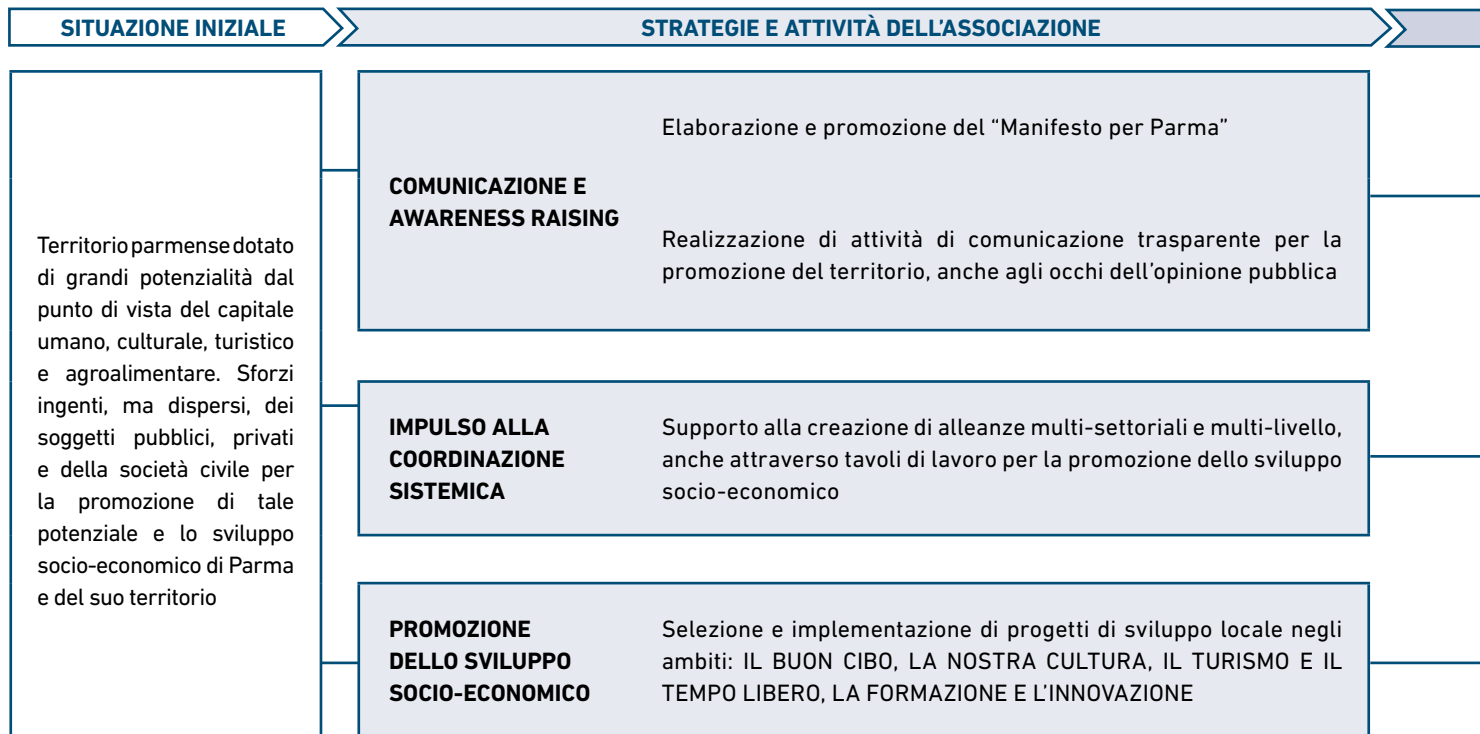 SITUAZIONE INIZIALE
STRATEGIE E ATTIVITÀ DELL’ASSOCIAZIONE
Territorio parmense dotato
di grandi potenzialità dal
punto di vista del capitale
umano, culturale, turistico
e agroalimentare. Sforzi
ingenti, ma dispersi, dei
soggetti pubblici, privati
e della società civile per
la promozione di tale
potenziale e lo sviluppo
socio-economico di Parma
e del suo territorio
COMUNICAZIONE E
AWARENESS RAISING
Elaborazione e promozione del “Manifesto per Parma”
Realizzazione di attività di comunicazione trasparente per la
promozione del territorio, anche agli occhi dell’opinione pubblica
IMPULSO ALLA
COORDINAZIONE
SISTEMICA
Supporto alla creazione di alleanze multi-settoriali e multi-livello,
anche attraverso tavoli di lavoro per la promozione dello sviluppo
socio-economico
PROMOZIONE
DELLO SVILUPPO
SOCIO-ECONOMICO
Selezione e implementazione di progetti di sviluppo locale negli
ambiti: IL BUON CIBO, LA NOSTRA CULTURA, IL TURISMO E IL
TEMPO LIBERO, LA FORMAZIONE E L’INNOVAZIONE